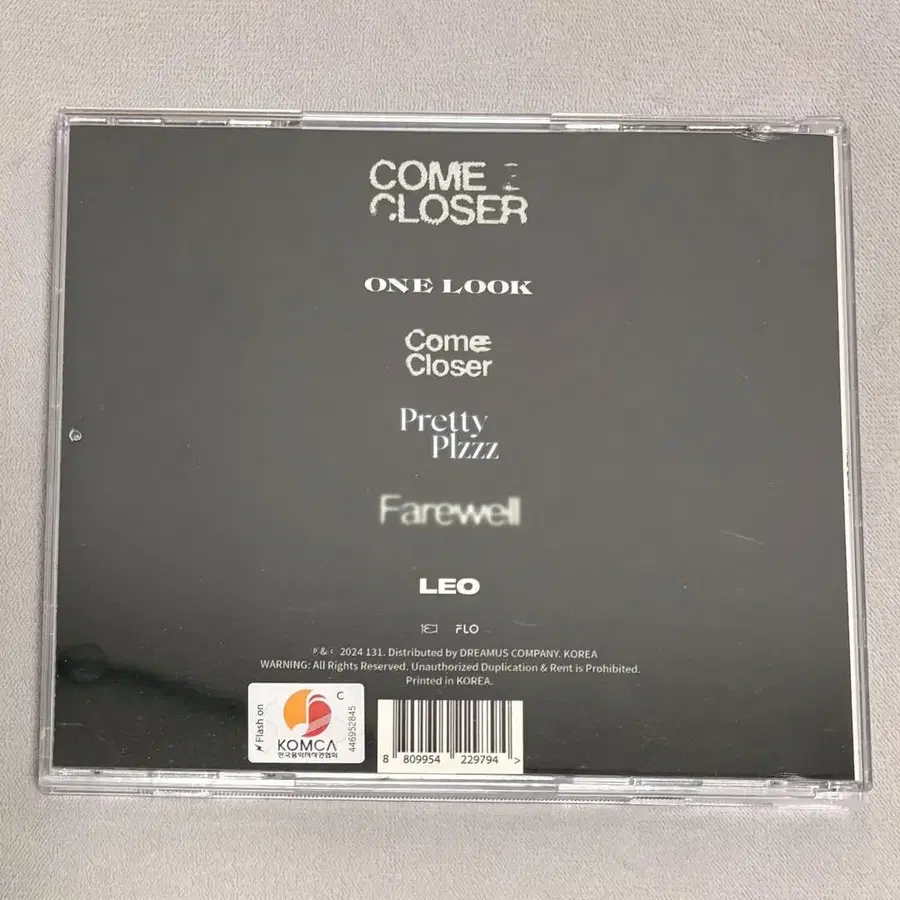 COME
CLOSER
ONE LOOK
Come
Closer
Pretty
Plzzz
Farewell
LEO
FLO
℗ & © 2024 131. Distributed by DREAMUS COMPANY. KOREA
WARNING: All Rights Reserved. Unauthorized Duplication & Rent is Prohibited.
Printed in KOREA.
Flash on
C
KOMCA
한국음악저작권협회
446952845
8 809954 229794 >